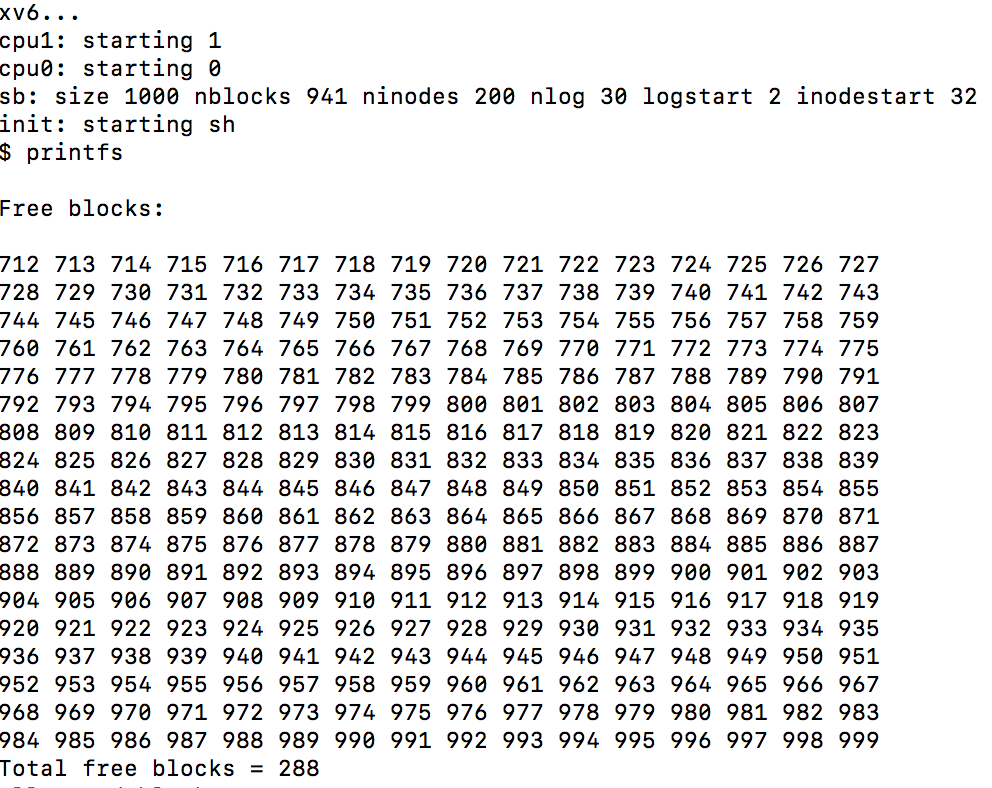 xv6...
cpu1: starting 1
cpu0: starting 0
sb: size 1000 nblocks 941 ninodes 200 nlog 30 logstart 2 inodestart 32
init: starting sh
$ printfs
Free blocks:
712 713 714 715 716 717 718 719 720 721 722 723 724 725 726 727
728 729 730 731 732 733 734 735 736 737 738 739 740 741 742 743
744 745 746 747 748 749 750 751 752 753 754 755 756 757 758 759
760 761 762 763 764 765 766 767 768 769 770 771 772 773 774 775
776 777 778 779 780 781 782 783 784 785 786 787 788 789 790 791
792 793 794 795 796 797 798 799 800 801 802 803 804 805 806 807
808 809 810 811 812 813 814 815 816 817 818 819 820 821 822 823
824 825 826 827 828 829 830 831 832 833 834 835 836 837 838 839
840 841 842 843 844 845 846 847 848 849 850 851 852 853 854 855
856 857 858 859 860 861 862 863 864 865 866 867 868 869 870 871
872 873 874 875 876 877 878 879 880 881 882 883 884 885 886 887
888 889 890 891 892 893 894 895 896 897 898 899 900 901 902 903
904 905 906 907 908 909 910 911 912 913 914 915 916 917 918 919
920 921 922 923 924 925 926 927 928 929 930 931 932 933 934 935
936 937 938 939 940 941 942 943 944 945 946 947 948 949 950 951
952 953 954 955 956 957 958 959 960 961 962 963 964 965 966 967
968 969 970 971 972 973 974 975 976 977 978 979 980 981 982 983
984 985 986 987 988 989 990 991 992 993 994 995 996 997 998 999
Total free blocks = 288